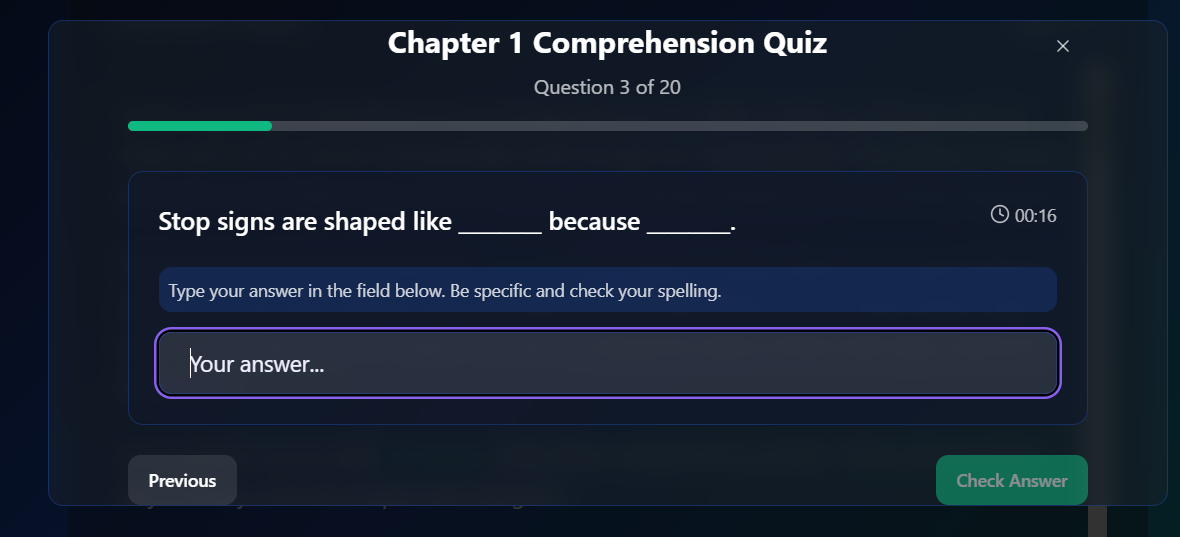 Chapter 1 Comprehension Quiz
×
Question 3 of 20
Stop signs are shaped like _______ because _______.
00:16
Type your answer in the field below. Be specific and check your spelling.
Your answer...
Previous
Check Answer